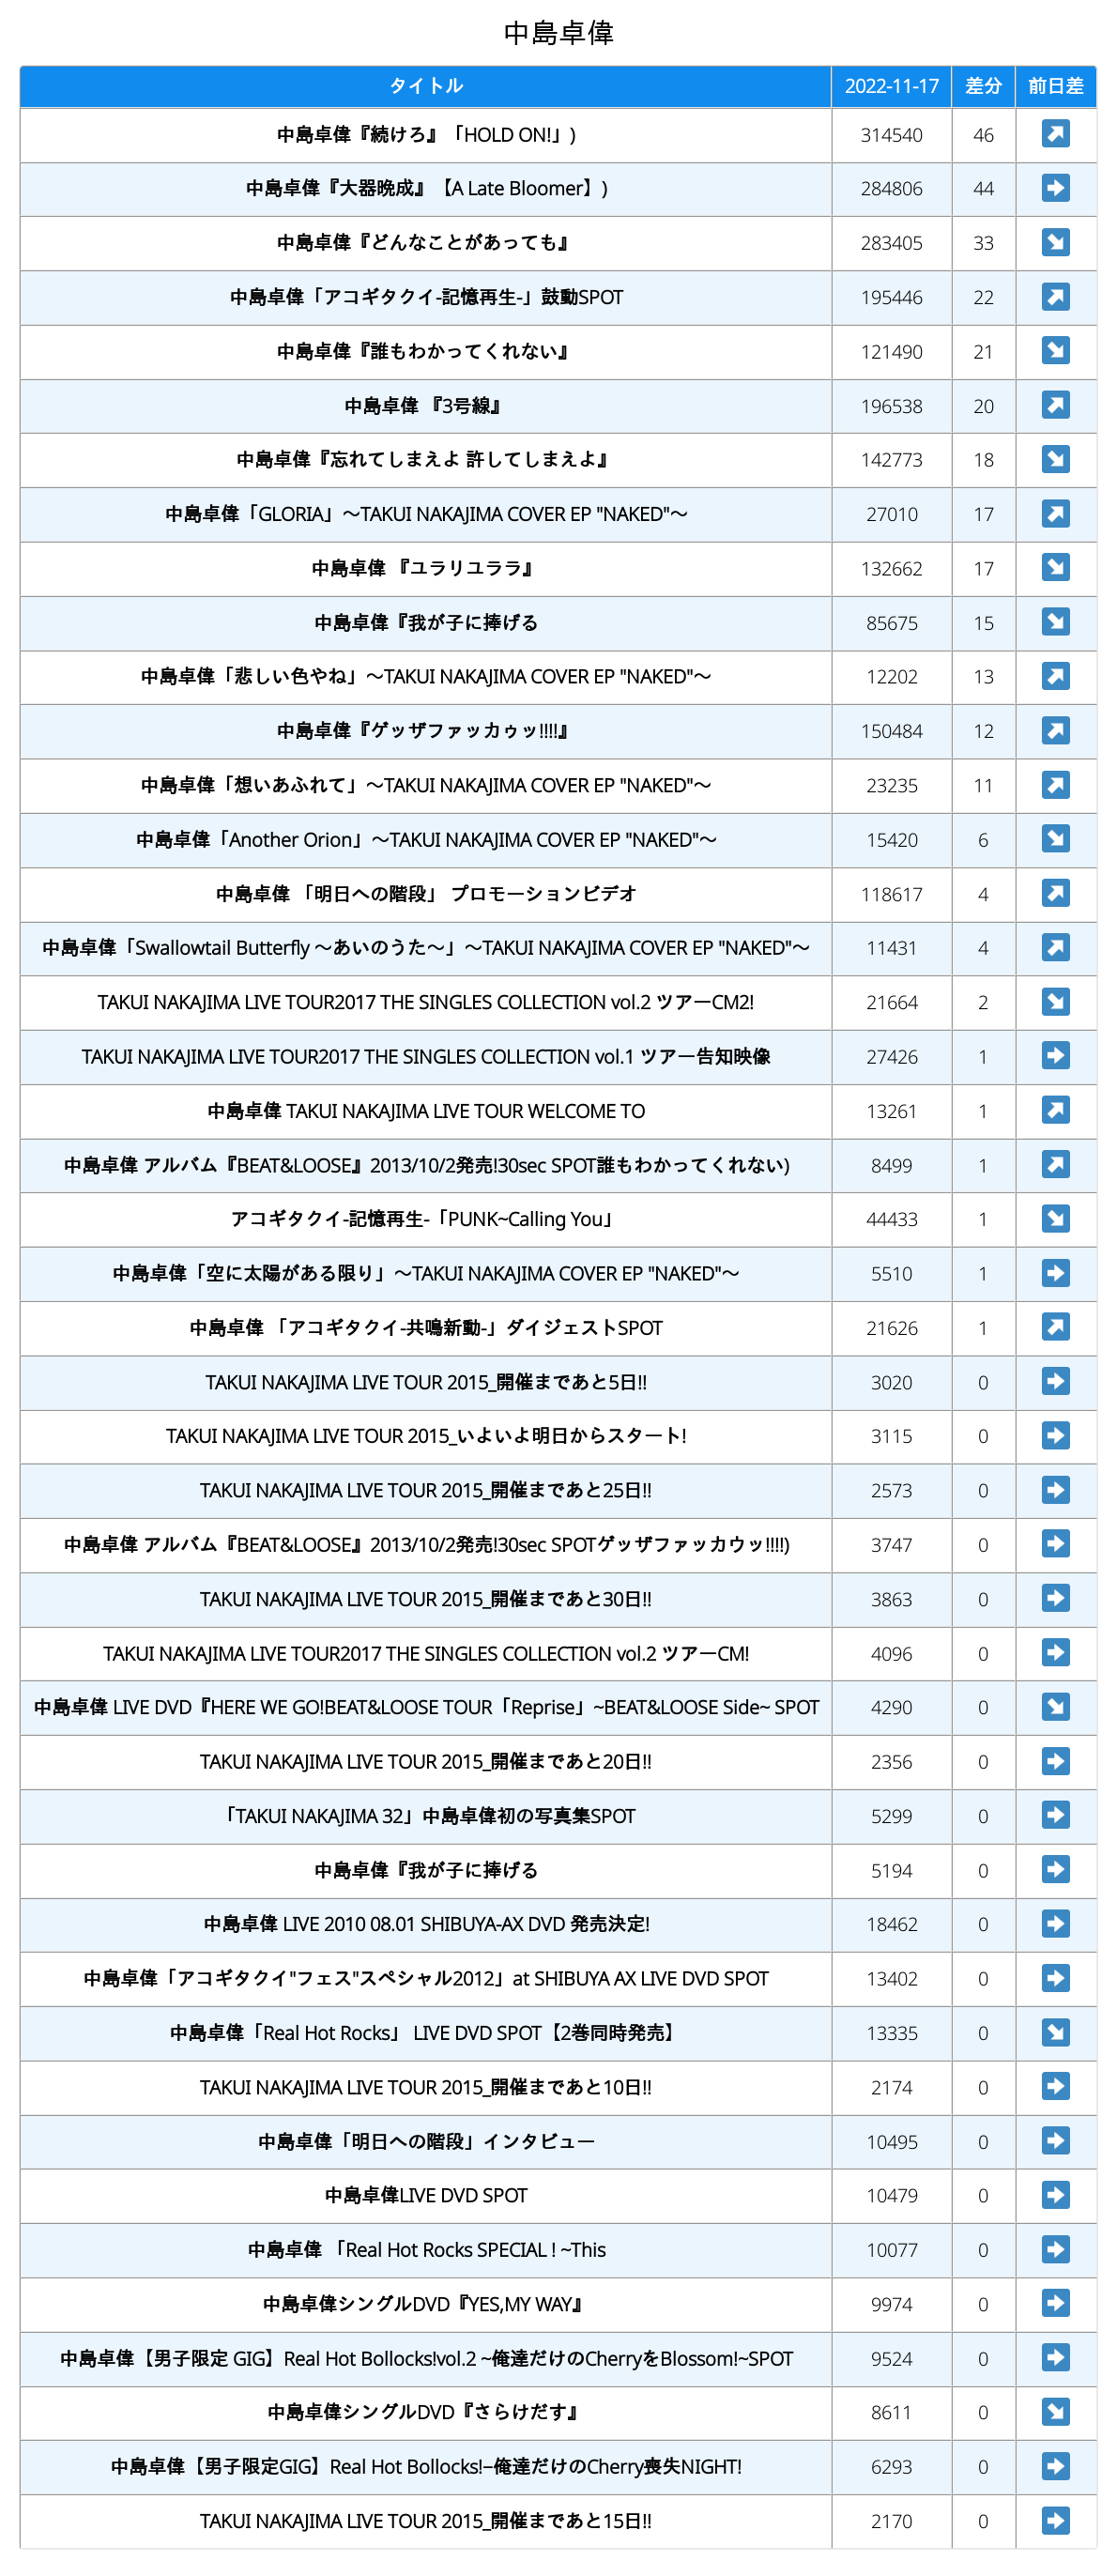 中島卓偉
タイトル 2022-11-17 差分 前日差
中島卓偉『続けろ』「HOLD ON!」) 314540 46 ↗
中島卓偉『大器晩成』【A Late Bloomer】) 284806 44 ➡
中島卓偉『どんなことがあっても』 283405 33 ↘
中島卓偉「アコギタクイ-記憶再生-」鼓動SPOT 195446 22 ↗
中島卓偉『誰もわかってくれない』 121490 21 ↘
中島卓偉 『3号線』 196538 20 ↗
中島卓偉『忘れてしまえよ 許してしまえよ』 142773 18 ↘
中島卓偉「GLORIA」～TAKUI NAKAJIMA COVER EP "NAKED"～ 27010 17 ↗
中島卓偉 『ユラリユララ』 132662 17 ↘
中島卓偉『我が子に捧げる 85675 15 ↘
中島卓偉「悲しい色やね」～TAKUI NAKAJIMA COVER EP "NAKED"～ 12202 13 ↗
中島卓偉『ゲッザファッカゥッ!!!!』 150484 12 ↗
中島卓偉「想いあふれて」～TAKUI NAKAJIMA COVER EP "NAKED"～ 23235 11 ↗
中島卓偉「Another Orion」～TAKUI NAKAJIMA COVER EP "NAKED"～ 15420 6 ↘
中島卓偉 「明日への階段」 プロモーションビデオ 118617 4 ↗
中島卓偉「Swallowtail Butterfly ～あいのうた～」～TAKUI NAKAJIMA COVER EP "NAKED"～ 11431 4 ↗
TAKUI NAKAJIMA LIVE TOUR2017 THE SINGLES COLLECTION vol.2 ツアーCM2! 21664 2 ↘
TAKUI NAKAJIMA LIVE TOUR2017 THE SINGLES COLLECTION vol.1 ツアー告知映像 27426 1 ➡
中島卓偉 TAKUI NAKAJIMA LIVE TOUR WELCOME TO 13261 1 ↗
中島卓偉 アルバム『BEAT&LOOSE』2013/10/2発売!30sec SPOT誰もわかってくれない) 8499 1 ↗
アコギタクイ-記憶再生-「PUNK~Calling You」 44433 1 ↘
中島卓偉「空に太陽がある限り」～TAKUI NAKAJIMA COVER EP "NAKED"～ 5510 1 ➡
中島卓偉 「アコギタクイ-共鳴新動-」ダイジェストSPOT 21626 1 ↗
TAKUI NAKAJIMA LIVE TOUR 2015_開催まであと5日!! 3020 0 ➡
TAKUI NAKAJIMA LIVE TOUR 2015_いよいよ明日からスタート! 3115 0 ➡
TAKUI NAKAJIMA LIVE TOUR 2015_開催まであと25日!! 2573 0 ➡
中島卓偉 アルバム『BEAT&LOOSE』2013/10/2発売!30sec SPOTゲッザファッカウッ!!!!) 3747 0 ➡
TAKUI NAKAJIMA LIVE TOUR 2015_開催まであと30日!! 3863 0 ➡
TAKUI NAKAJIMA LIVE TOUR2017 THE SINGLES COLLECTION vol.2 ツアーCM! 4096 0 ➡
中島卓偉 LIVE DVD『HERE WE GO!BEAT&LOOSE TOUR「Reprise」~BEAT&LOOSE Side~ SPOT 4290 0 ↘
TAKUI NAKAJIMA LIVE TOUR 2015_開催まであと20日!! 2356 0 ➡
「TAKUI NAKAJIMA 32」中島卓偉初の写真集SPOT 5299 0 ➡
中島卓偉『我が子に捧げる 5194 0 ➡
中島卓偉 LIVE 2010 08.01 SHIBUYA-AX DVD 発売決定! 18462 0 ➡
中島卓偉「アコギタクイ"フェス"スペシャル2012」at SHIBUYA AX LIVE DVD SPOT 13402 0 ➡
中島卓偉「Real Hot Rocks」 LIVE DVD SPOT【2巻同時発売】 13335 0 ↘
TAKUI NAKAJIMA LIVE TOUR 2015_開催まであと10日!! 2174 0 ➡
中島卓偉「明日への階段」インタビュー 10495 0 ➡
中島卓偉LIVE DVD SPOT 10479 0 ➡
中島卓偉 「Real Hot Rocks SPECIAL ! ~This 10077 0 ➡
中島卓偉シングルDVD『YES,MY WAY』 9974 0 ➡
中島卓偉【男子限定 GIG】Real Hot Bollocks!vol.2 ~俺達だけのCherryをBlossom!~SPOT 9524 0 ➡
中島卓偉シングルDVD『さらけだす』 8611 0 ↘
中島卓偉【男子限定GIG】Real Hot Bollocks!−俺達だけのCherry喪失NIGHT! 6293 0 ➡
TAKUI NAKAJIMA LIVE TOUR 2015_開催まであと15日!! 2170 0 ➡